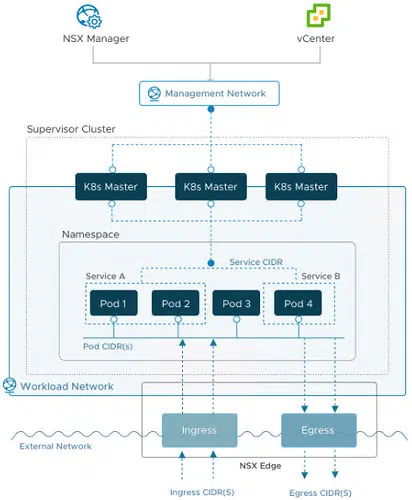 NSX Manager
vCenter
Management Network
Supervisor Cluster
K8s Master
K8s Master
K8s Master
Namespace
Service CIDR
Service A
Service B
Pod 1
Pod 2
Pod 3
Pod 4
Pod CIDR(s)
Workload Network
Ingress
Egress
External Network
NSX Edge
Ingress CIDR(S)
Egress CIDR(S)